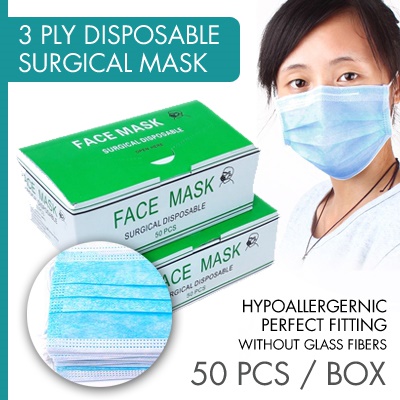 3 PLY DISPOSABLE
SURGICAL MASK
FACE MASK
SURGICAL DISPOSABLE
FACE MASK
SURGICAL DISPOSABLE
50 PCS
FACE MASK
SURGICAL DISPOSABLE
50 PCS
HYPOALLERGERNIC
PERFECT FITTING
WITHOUT GLASS FIBERS
50 PCS / BOX